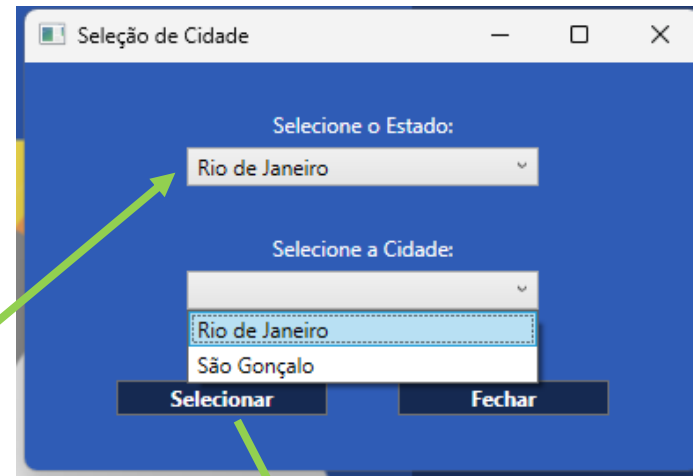 Seleção de Cidade
Selecione o Estado:
Rio de Janeiro
Selecione a Cidade:
Rio de Janeiro
São Gonçalo
Selecionar Fechar